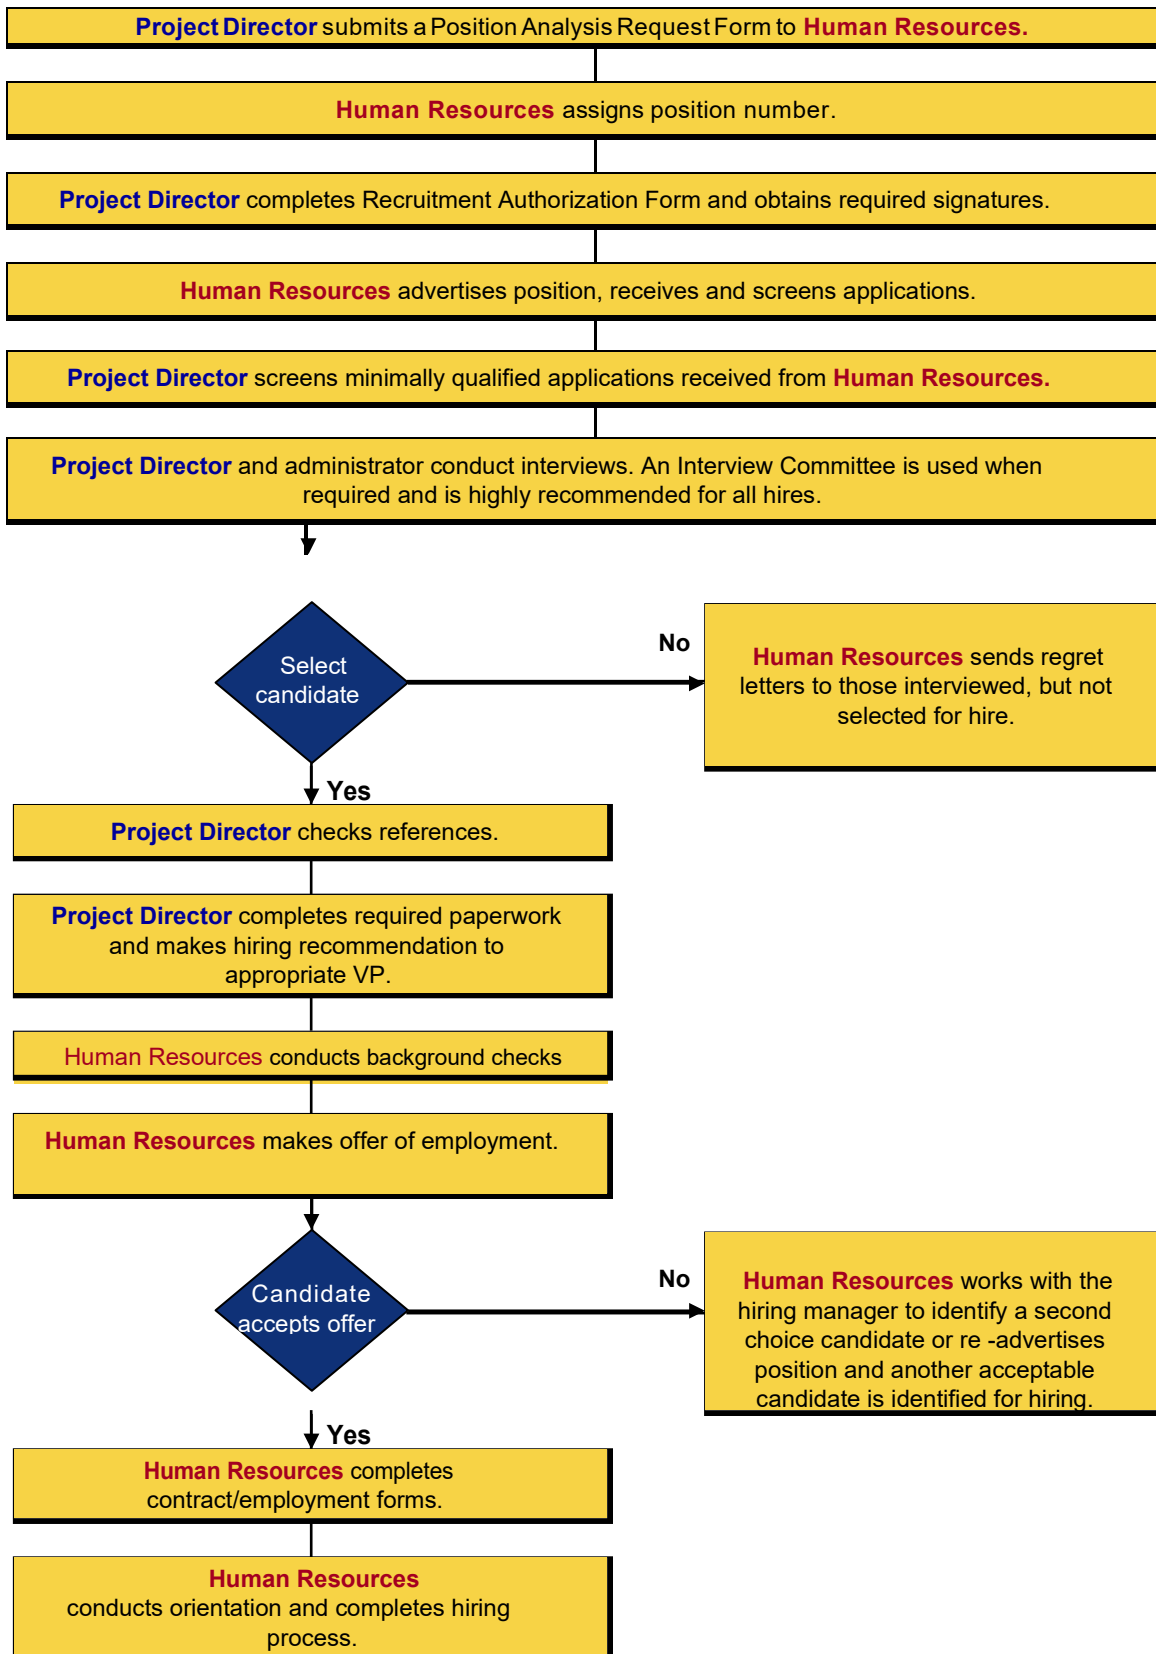 Project Director submits a Position Analysis Request Form to Human Resources.
Human Resources assigns position number.
Project Director completes Recruitment Authorization Form and obtains required signatures.
Human Resources advertises position, receives and screens applications.
Project Director screens minimally qualified applications received from Human Resources.
Project Director and administrator conduct interviews. An Interview Committee is used when
required and is highly recommended for all hires.
Select
candidate
No
Human Resources sends regret
letters to those interviewed, but not
selected for hire.
Yes
Project Director checks references.
Project Director completes required paperwork
and makes hiring recommendation to
appropriate VP.
Human Resources conducts background checks
Human Resources makes offer of employment.
Candidate
accepts offer
No
Human Resources works with the
hiring manager to identify a second
choice candidate or re -advertises
position and another acceptable
candidate is identified for hiring.
Yes
Human Resources completes
contract/employment forms.
Human Resources
conducts orientation and completes hiring
process.